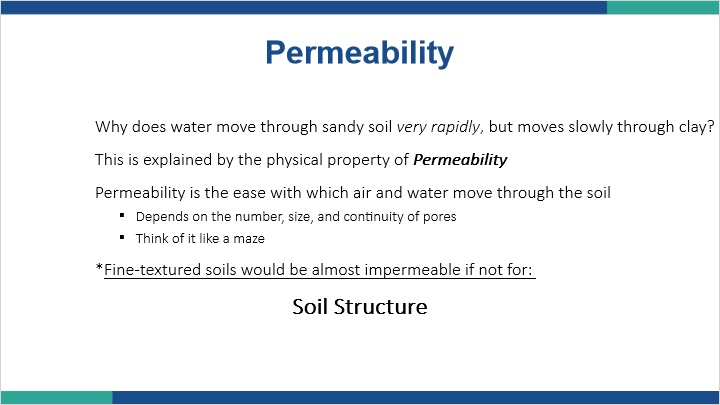 Permeability
Why does water move through sandy soil very rapidly, but moves slowly through clay?
This is explained by the physical property of Permeability
Permeability is the ease with which air and water move through the soil
▪ Depends on the number, size, and continuity of pores
▪ Think of it like a maze
*Fine-textured soils would be almost impermeable if not for:
Soil Structure